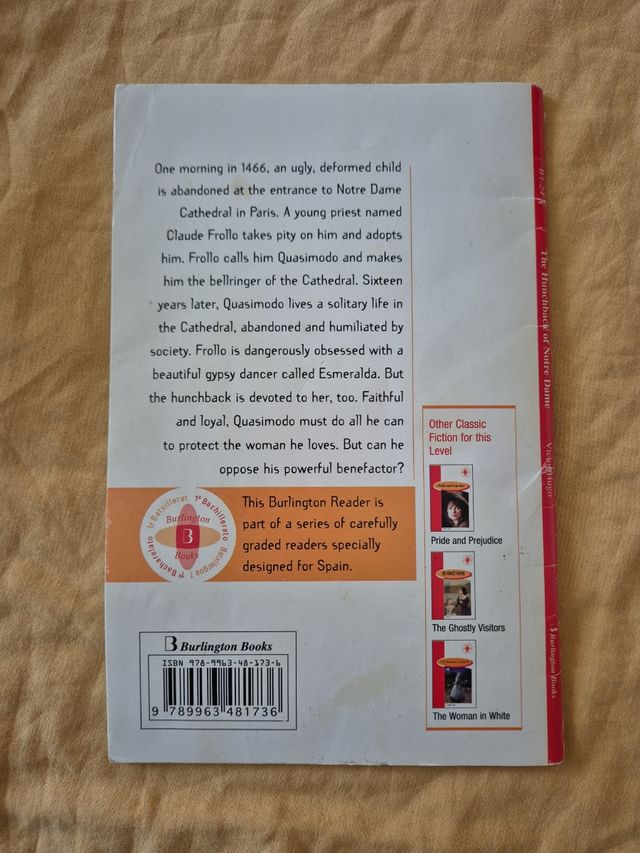 One morning in 1466, an ugly, deformed child
is abandoned at the entrance to Notre Dame
Cathedral in Paris. A young priest named
Claude Frollo takes pity on him and adopts
him. Frollo calls him Quasimodo and makes
him the bellringer of the Cathedral. Sixteen
years later, Quasimodo lives a solitary life in
the Cathedral, abandoned and humiliated by
society. Frollo is dangerously obsessed with a
beautiful gypsy dancer called Esmeralda. But
the hunchback is devoted to her, too. Faithful
and loyal, Quasimodo must do all he can
to protect the woman he loves. But can he
oppose his powerful benefactor?
1r Batxillerat 1º Bachillerato Batxilergoa 1 1º Bacharelato
Burlington
B
Books
This Burlington Reader is
part of a series of carefully
graded readers specially
designed for Spain.
B Burlington Books
ISBN 978-9963-48-173-6
9 789963 481736
Other Classic
Fiction for this
Level
Pride and Prejudice
Pride and Prejudice
The Ghostly Visitors
The Woman in White
The Hunchback of Notre Dame
Victor Hugo
B Burlington Books